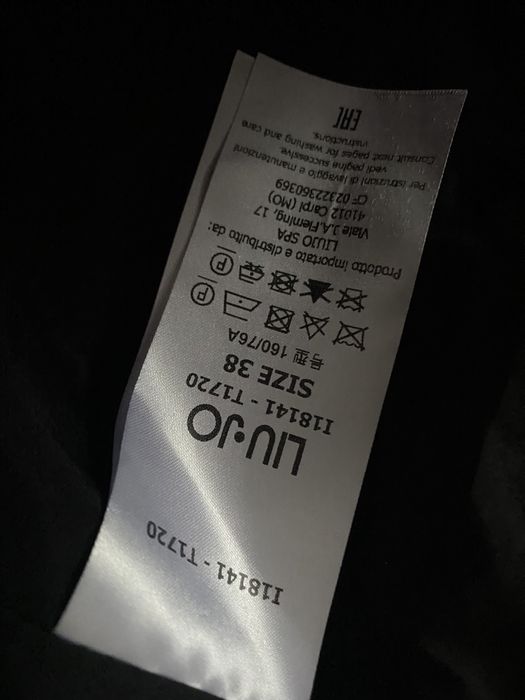 I18141 - T1720
LIU·JO
I18141 - T1720
SIZE 38
号型 160/76A
P
P
Prodotto importato e distribuito da:
LIUJO SPA
Viale J.A.Fleming, 17
41012 Carpi (MO)
CF 02322360369
Per istruzioni di lavaggio e manutenzioni
vedi pagine successive.
Consult next pages for washing and care
instructions.
EAC